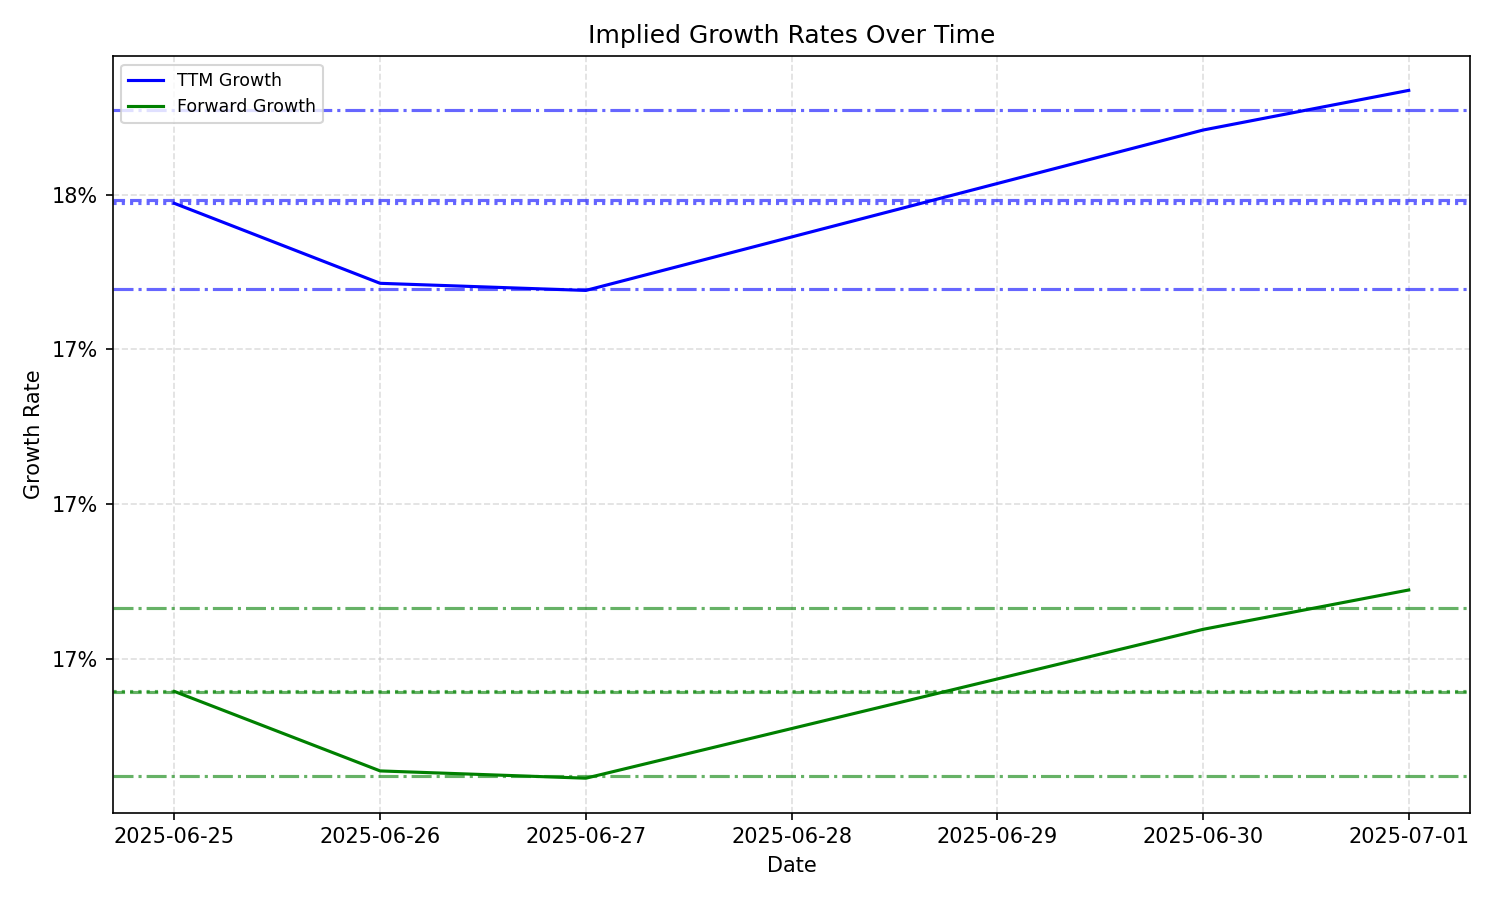 Implied Growth Rates Over Time
TTM Growth
Forward Growth
18%
17%
17%
17%
Growth Rate
2025-06-25
2025-06-26
2025-06-27
2025-06-28
2025-06-29
2025-06-30
2025-07-01
Date